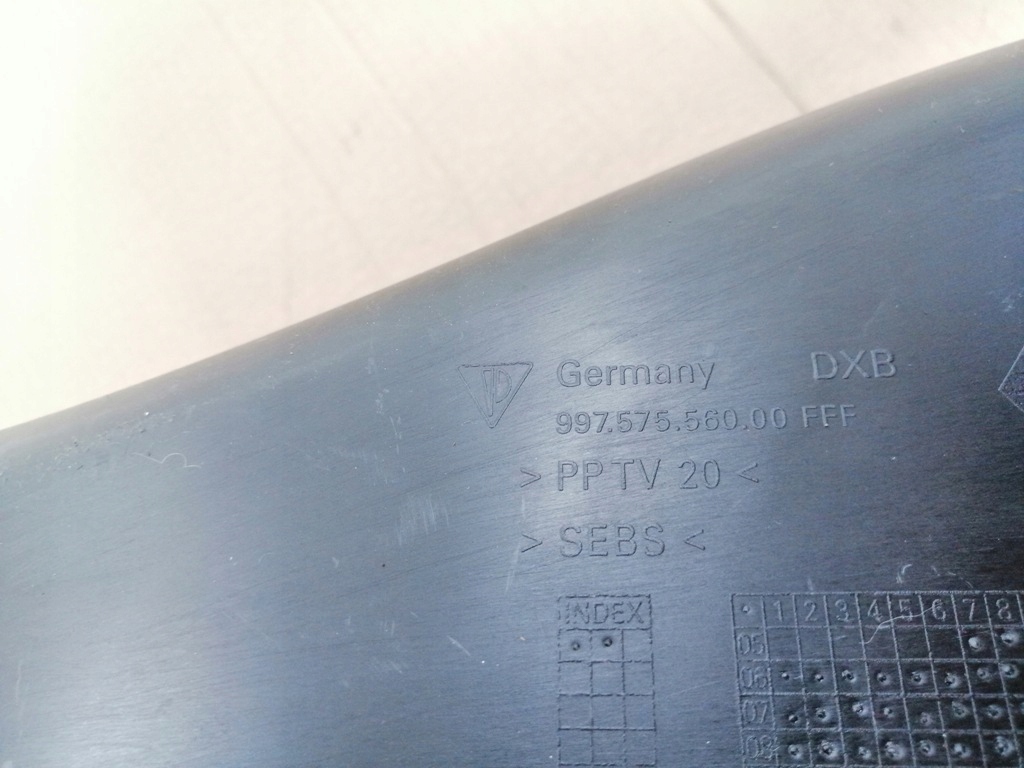 Germany DXB
997.575.560.00 FFF
> PP TV 20 <
> SEBS <
INDEX
1 2 3 4 5 6 7 8
05
06
07
08